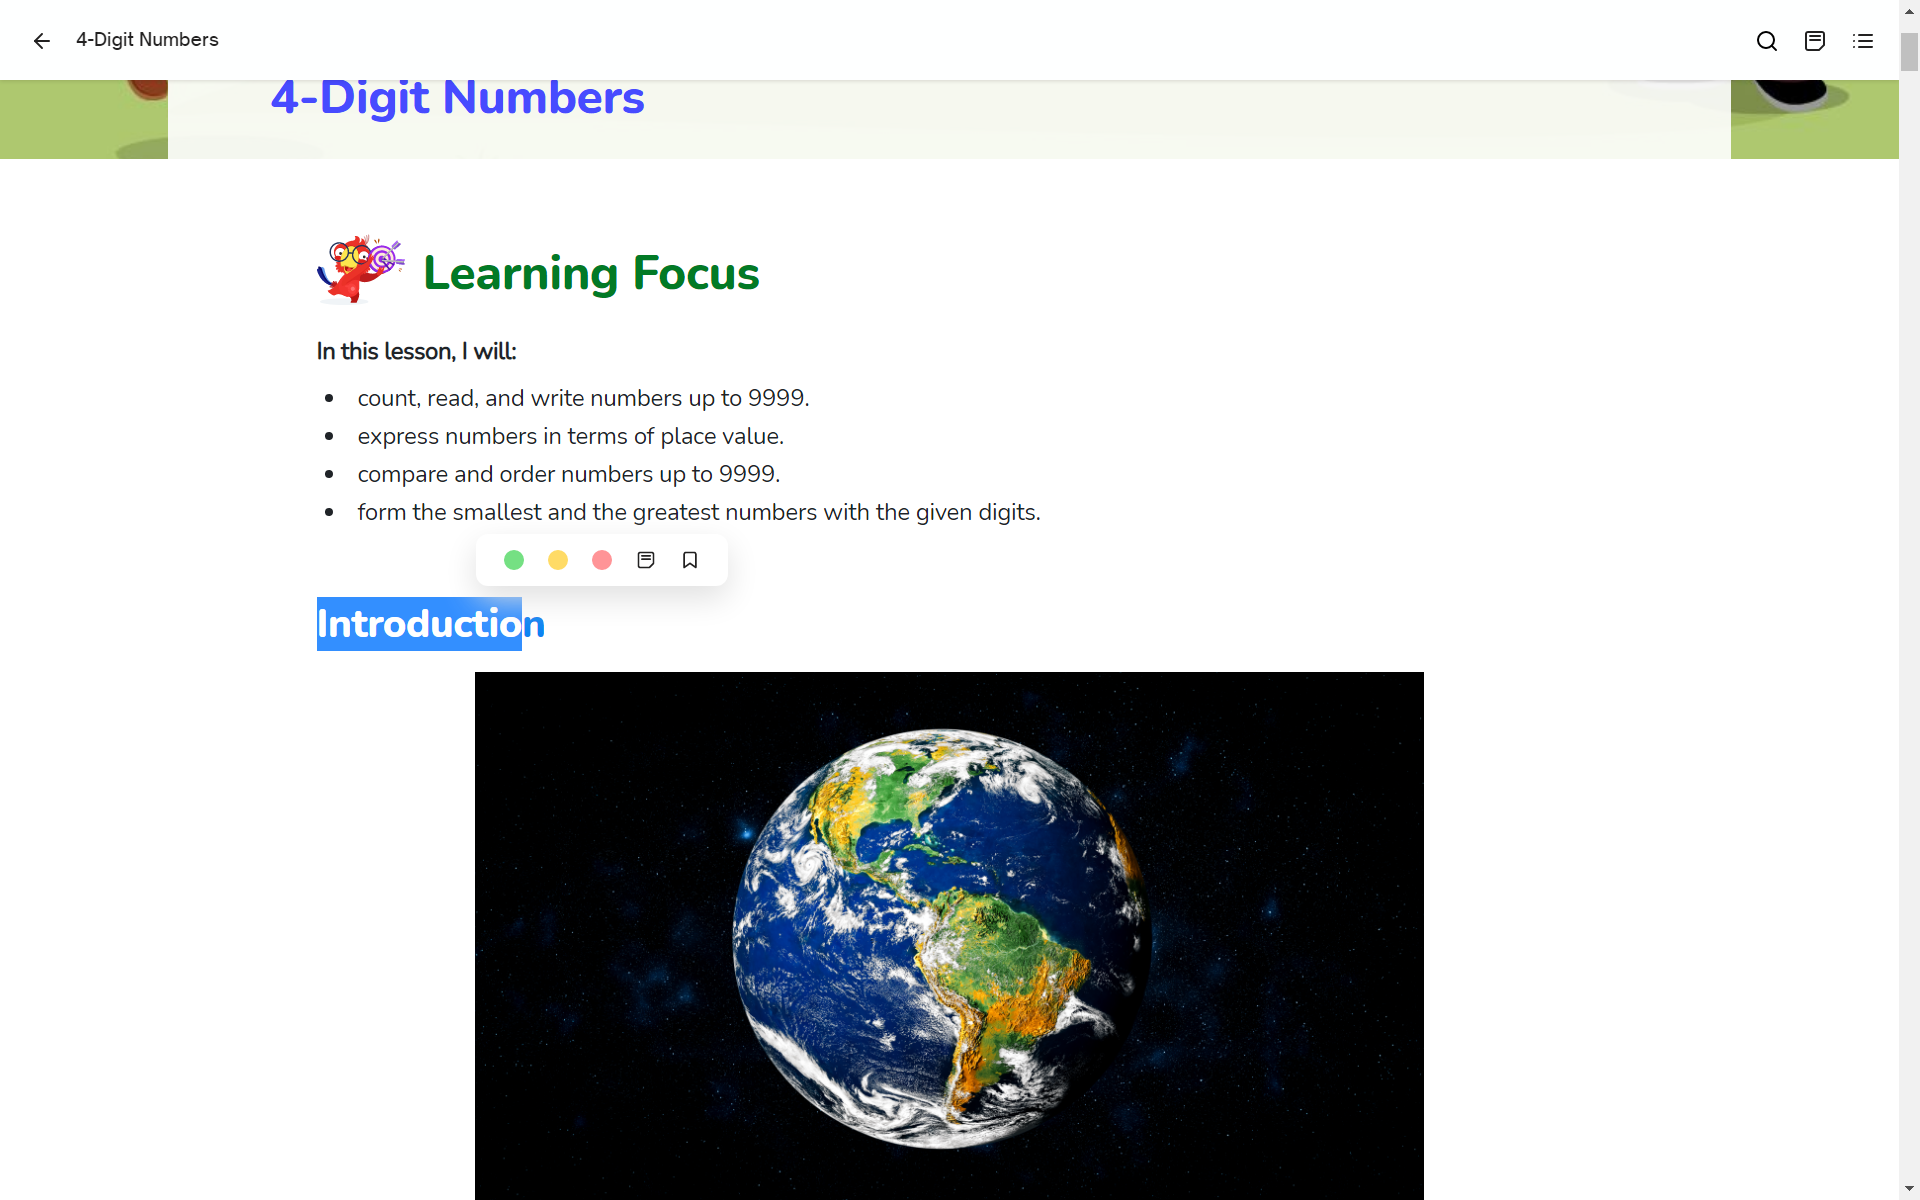 4-Digit Numbers
4-Digit Numbers
Learning Focus
In this lesson, I will:
count, read, and write numbers up to 9999.
express numbers in terms of place value.
compare and order numbers up to 9999.
form the smallest and the greatest numbers with the given digits.
Introduction